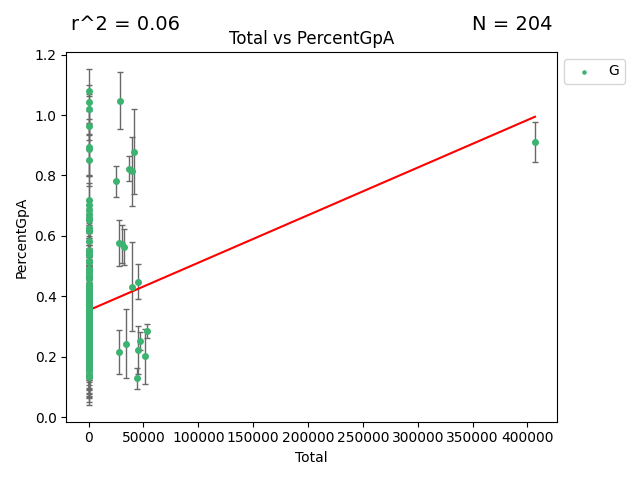 r^2 = 0.06
N = 204
Total vs PercentGpA
G
PercentGpA
1.2
1.0
0.8
0.6
0.4
0.2
0.0
0 50000 100000 150000 200000 250000 300000 350000 400000
Total